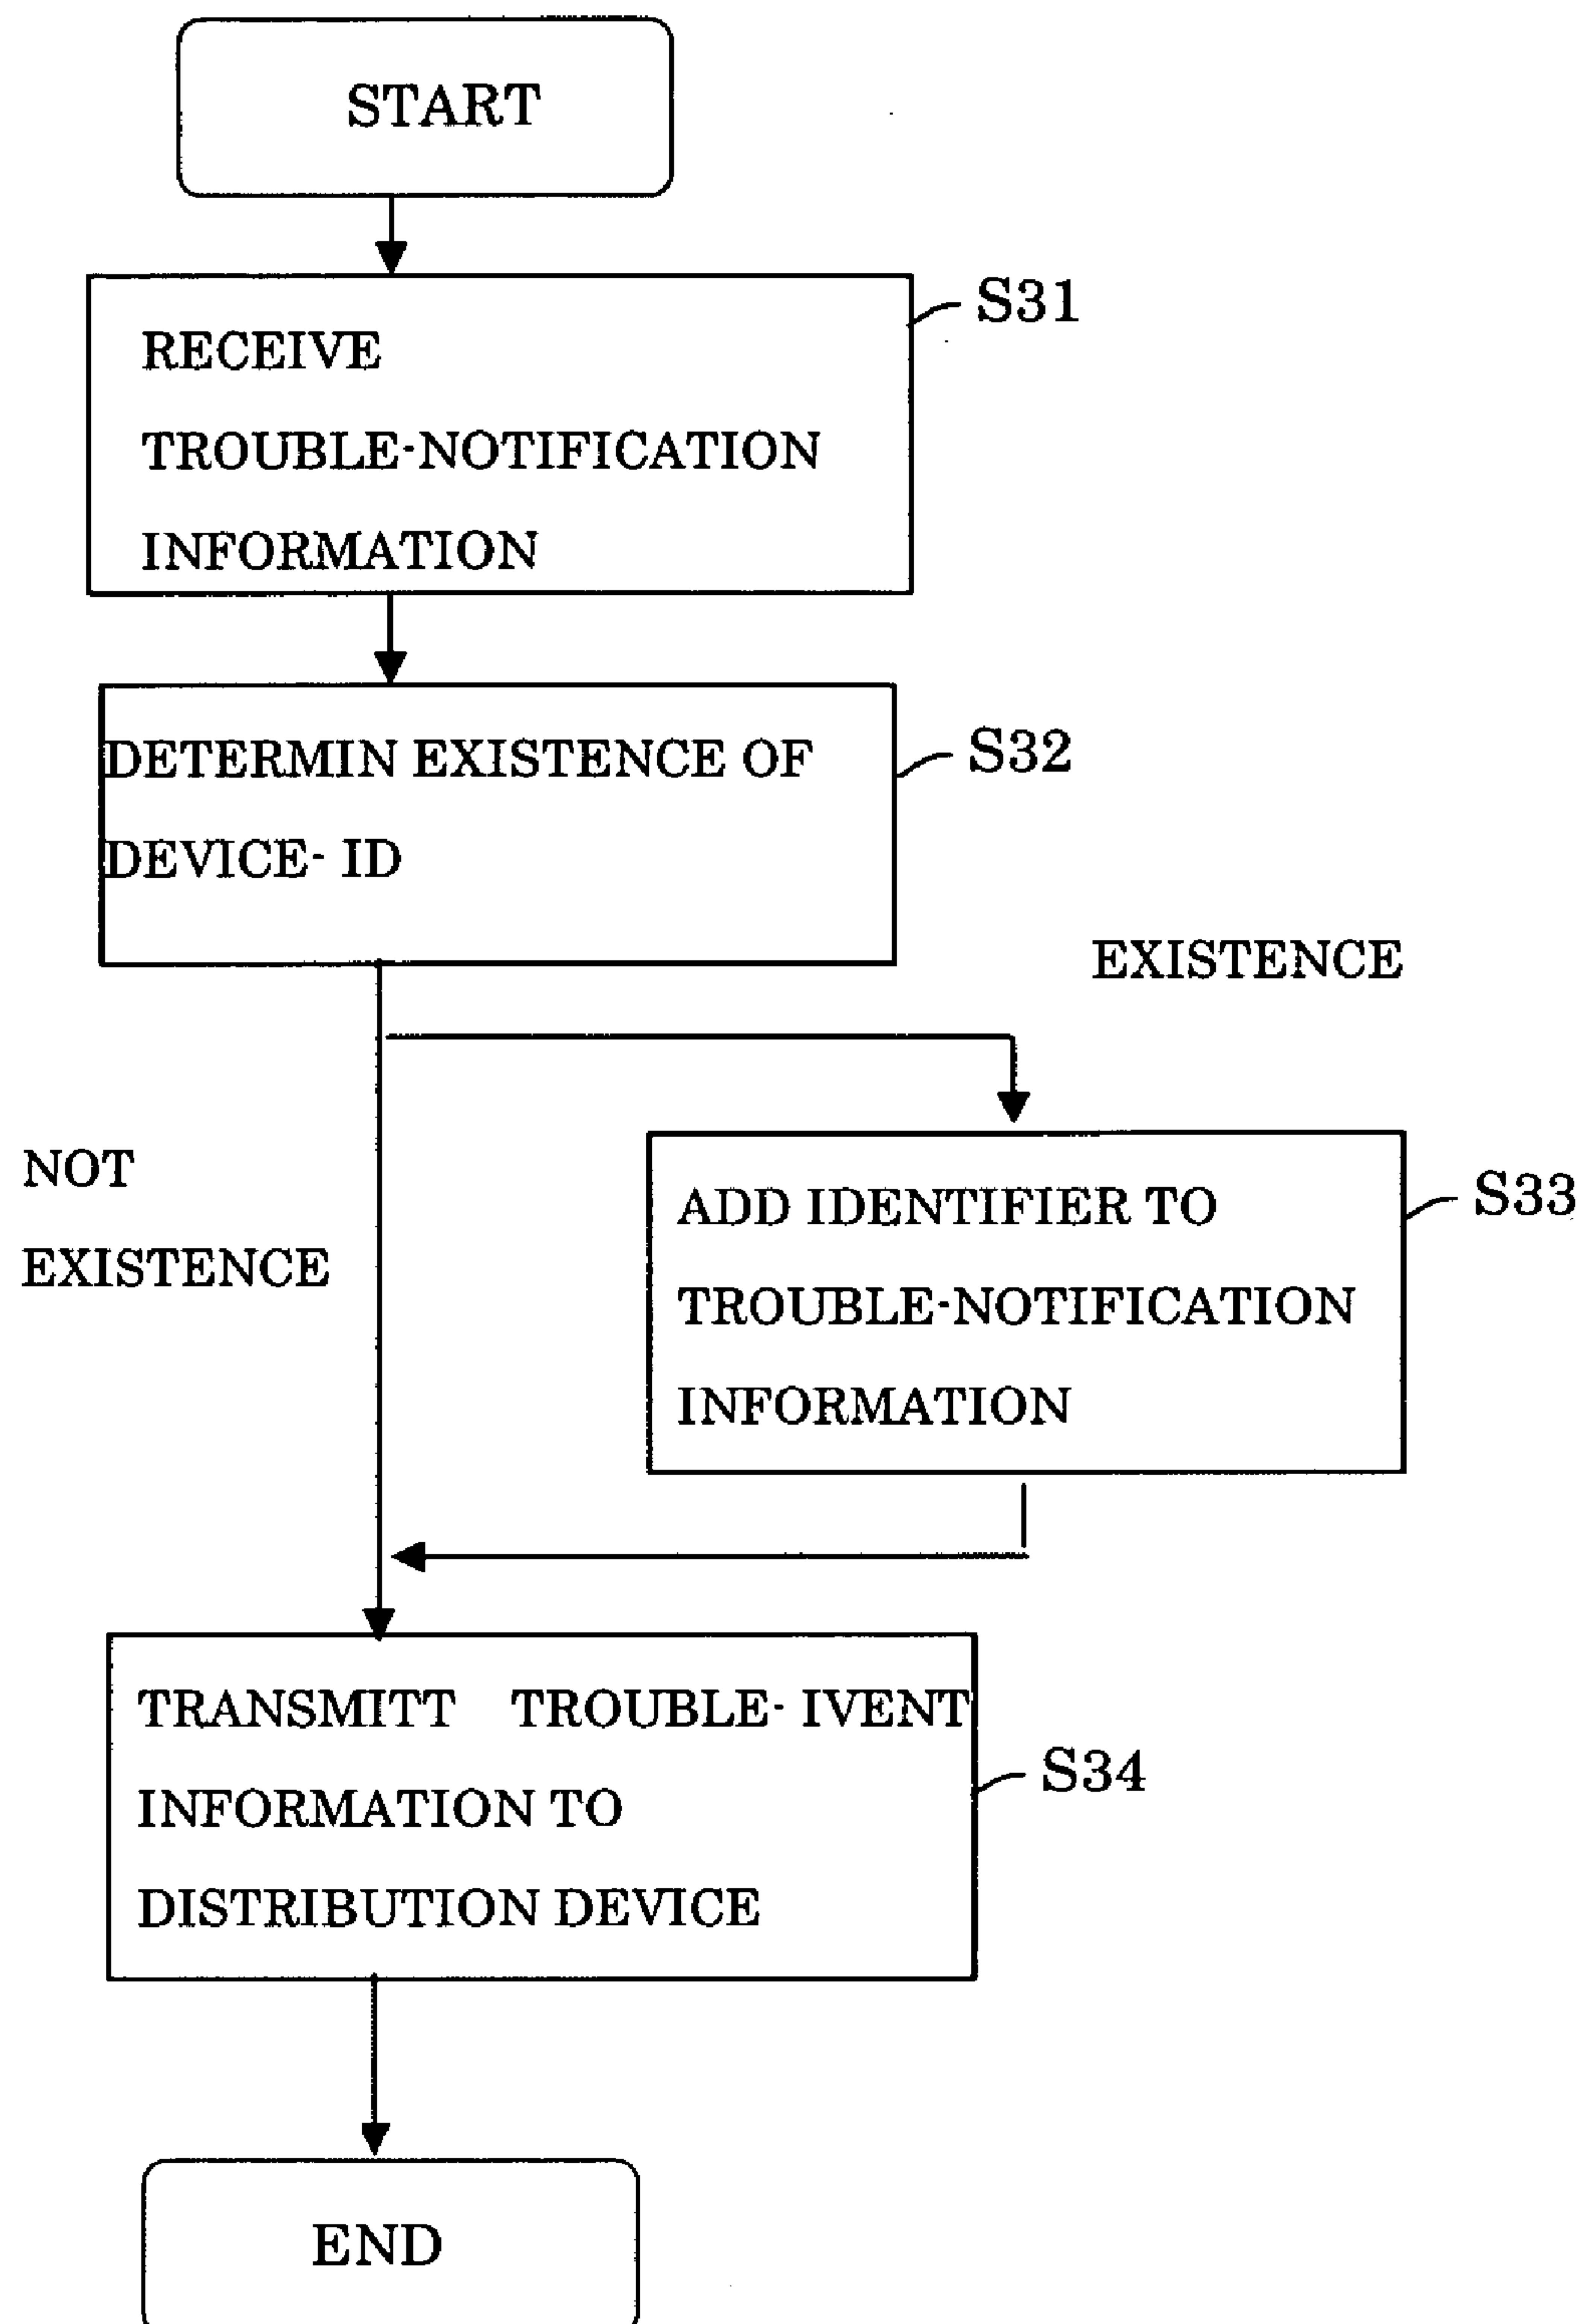 START
S31
RECEIVE
TROUBLE-NOTIFICATION
INFORMATION
S32
DETERMIN EXISTENCE OF
DEVICE- ID
EXISTENCE
NOT
EXISTENCE
S33
ADD IDENTIFIER TO
TROUBLE-NOTIFICATION
INFORMATION
TRANSMITT TROUBLE- IVENT
INFORMATION TO
DISTRIBUTION DEVICE
S34
END